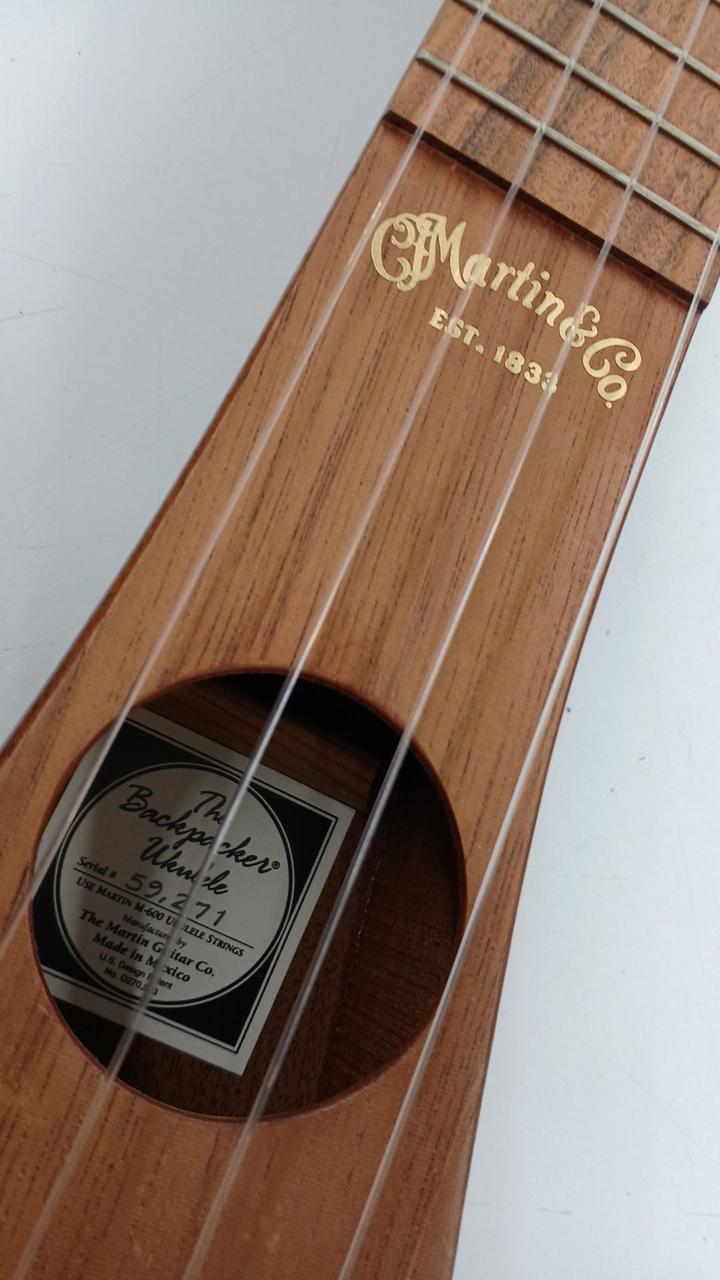 CFMartin & Co.
EST. 1833
The
Backpacker®
Ukulele
Serial # 59,271
USE MARTIN M-600 UKULELE STRINGS
Manufactured by
The Martin Guitar Co.
Made in Mexico
U.S. Design Patent
No.